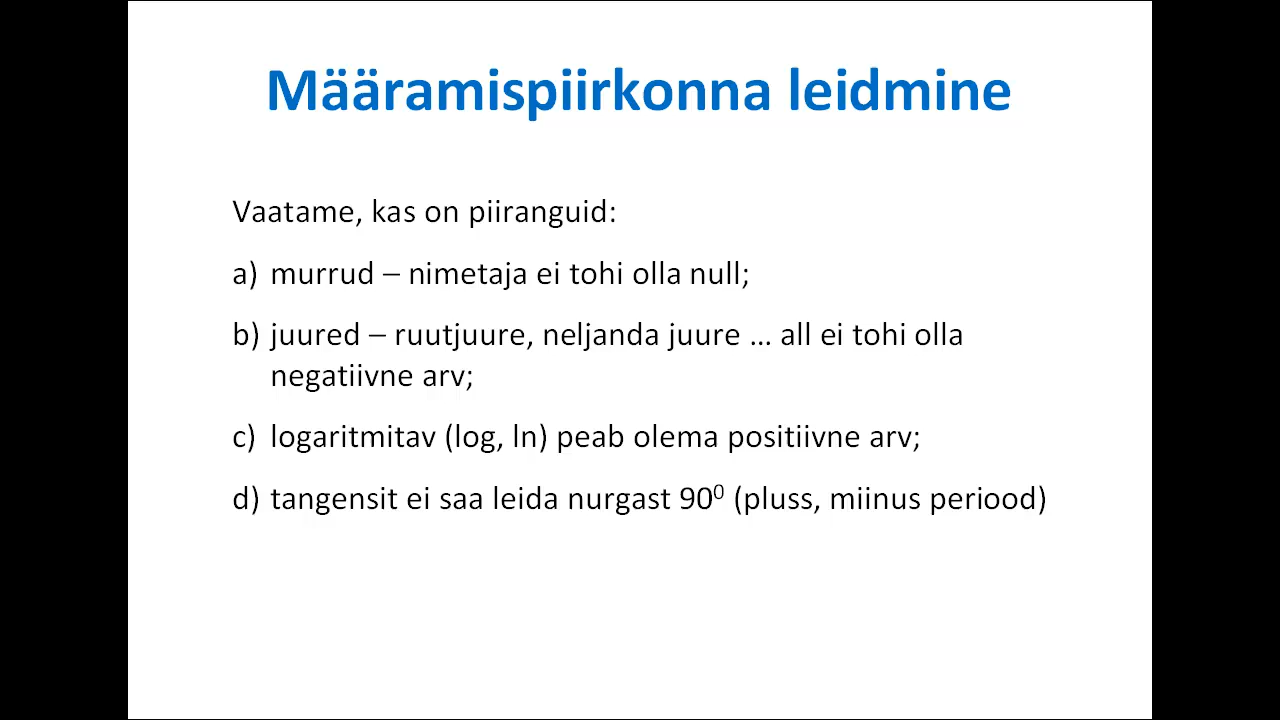 Määramispiirkonna leidmine
Vaatame, kas on piiranguid:
a) murrud – nimetaja ei tohi olla null;
b) juured – ruutjuure, neljanda juure ... all ei tohi olla
negatiivne arv;
c) logaritmitav (log, ln) peab olema positiivne arv;
d) tangensit ei saa leida nurgast 90⁰ (pluss, miinus periood)